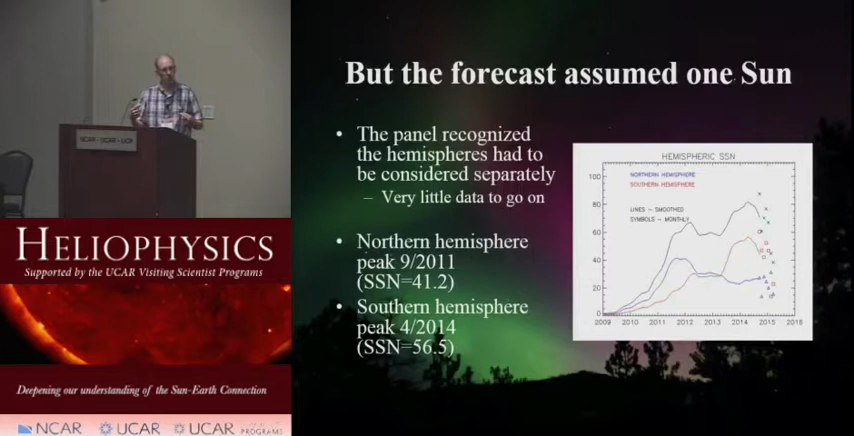 But the forecast assumed one Sun
• The panel recognized
the hemispheres had to
be considered separately
– Very little data to go on
• Northern hemisphere
peak 9/2011
(SSN=41.2)
• Southern hemisphere
peak 4/2014
(SSN=56.5)
HEMISPHERIC SSN
NORTHERN HEMISPHERE
SOUTHERN HEMISPHERE
LINES – SMOOTHED
SYMBOLS – MONTHLY
100
80
60
40
20
2009 2010 2011 2012 2013 2014 2015 2016
NCAR – UCAR – UCP
HELIOPHYSICS
Supported by the UCAR Visiting Scientist Programs
Deepening our understanding of the Sun-Earth Connection
NCAR UCAR UCAR PROGRAMS